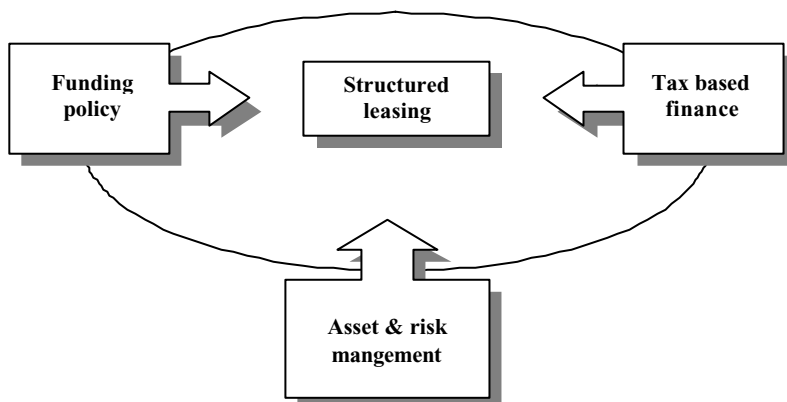 Funding
policy
Structured
leasing
Tax based
finance
Asset & risk
mangement